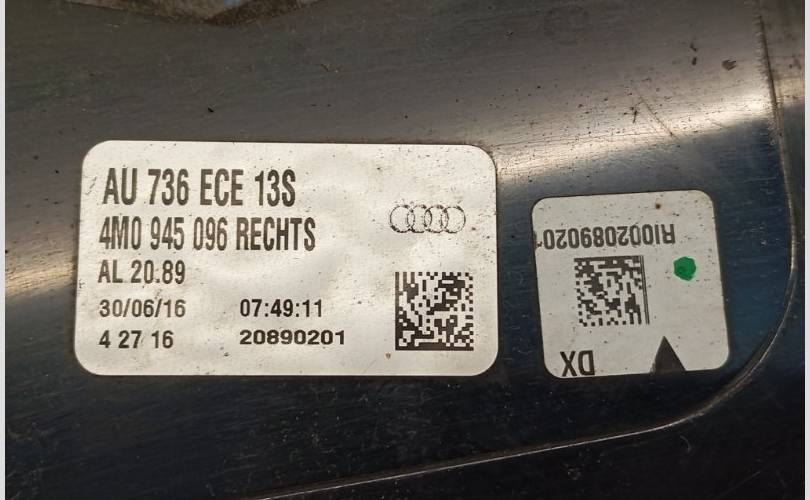 AU 736 ECE 13S
4M0 945 096 RECHTS
AL 20.89
30/06/16 07:49:11
4 27 16 20890201
RI002089020
DX